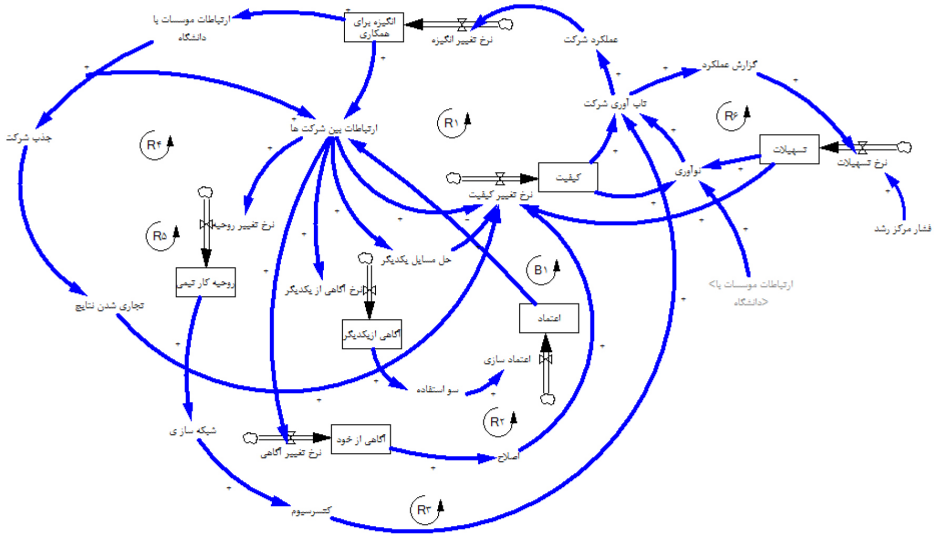 ارتباطات موسسات با
دانشگاه
انگیزه برای
همکاری
نرخ تغییر انگیزه
عملکرد شرکت
گزارش عملکرد
تاب آوری شرکت
R۶
R۱
ارتباطات بین شرکت ها
جذب شرکت
R۴
تسهیلات
نرخ تسهیلات
نوآوری
کیفیت
نرخ تغییر کیفیت
فشار مرکز رشد
نرخ تغییر روحیه
R۵
حل مسایل یکدیگر
B۱
روحیه کار تیمی
نرخ آگاهی از یکدیگر
<ارتباطات موسسات با
دانشگاه>
تجاری شدن نتایج
آگاهی ازیکدیگر
اعتماد
اعتماد سازی
سو استفاده
R۲
شبکه سازی
نرخ تغییر آگاهی
آگاهی از خود
اصلاح
کنسرسیوم
R۳